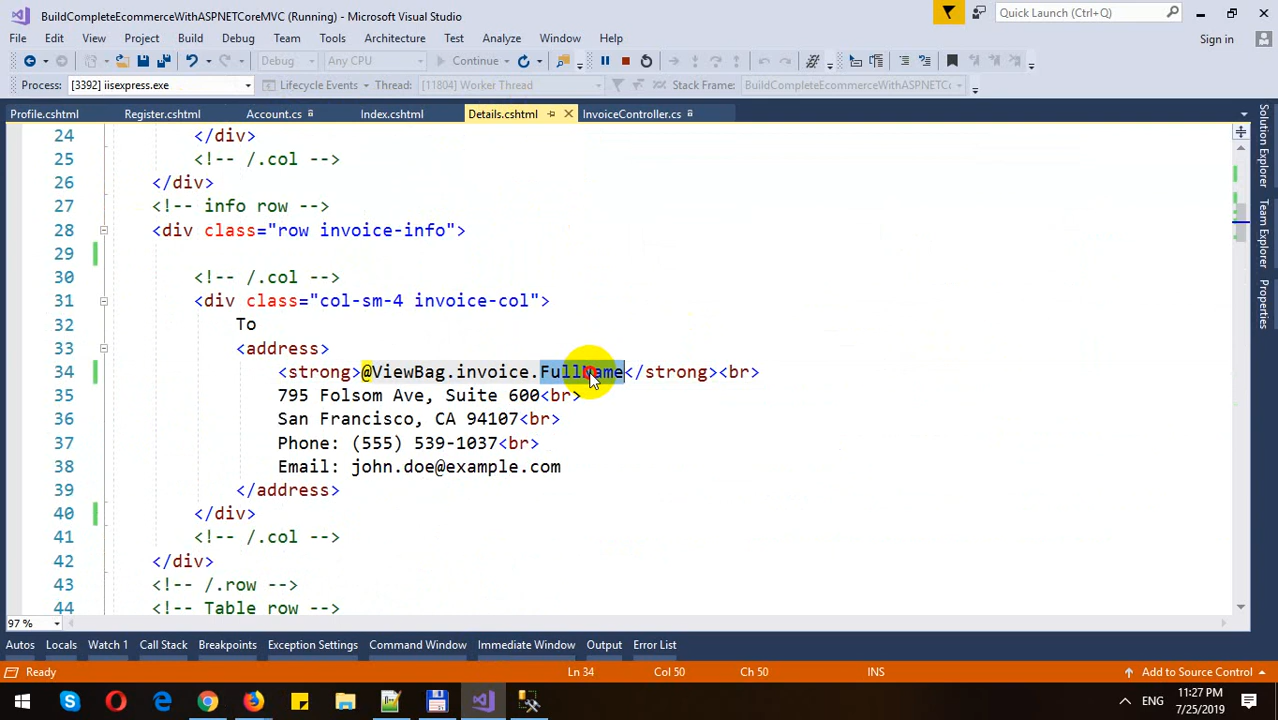 BuildCompleteEcommerceWithASPNETCoreMVC (Running) - Microsoft Visual Studio
Quick Launch (Ctrl+Q)
File Edit View Project Build Debug Team Tools Architecture Test Analyze Window Help
Sign in
Debug Any CPU Continue
Process: [3392] iisexpress.exe Lifecycle Events Thread: [11804] Worker Thread Stack Frame: BuildCompleteEcommerceWithASPNETCoreMVC
Profile.cshtml Register.cshtml Account.cs Index.cshtml Details.cshtml InvoiceController.cs
24 </div>
25 <!-- /.col -->
26 </div>
27 <!-- info row -->
28 <div class="row invoice-info">
29
30 <!-- /.col -->
31 <div class="col-sm-4 invoice-col">
32 To
33 <address>
34 <strong>@ViewBag.invoice.FullName</strong><br>
35 795 Folsom Ave, Suite 600<br>
36 San Francisco, CA 94107<br>
37 Phone: (555) 539-1037<br>
38 Email: john.doe@example.com
39 </address>
40 </div>
41 <!-- /.col -->
42 </div>
43 <!-- /.row -->
44 <!-- Table row -->
Solution Explorer
Team Explorer
Properties
97 %
Autos Locals Watch 1 Call Stack Breakpoints Exception Settings Command Window Immediate Window Output Error List
Ready Ln 34 Col 50 Ch 50 INS Add to Source Control
ENG
11:27 PM
7/25/2019